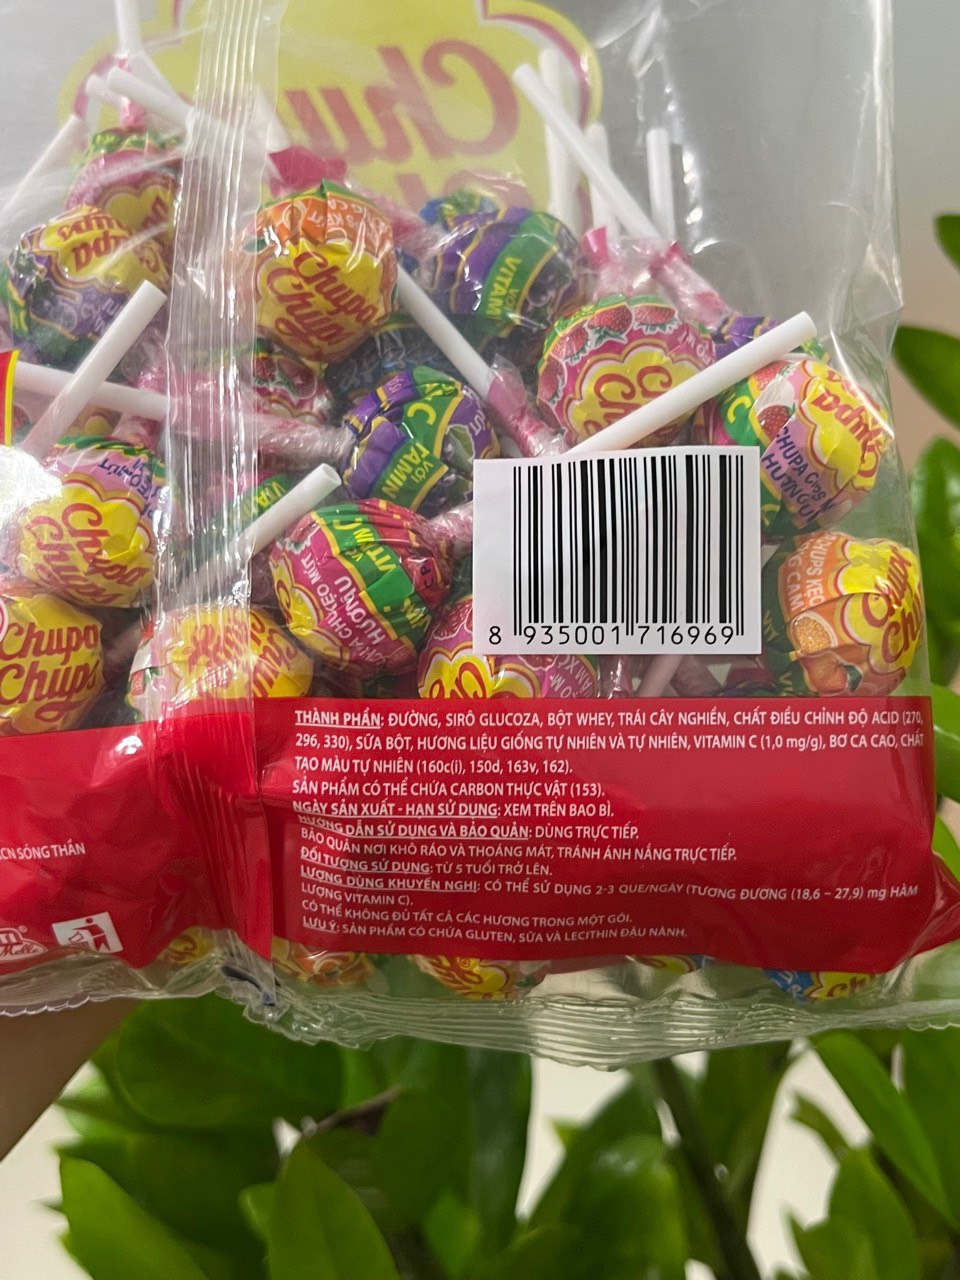 Chupa
Chups
VỚI
VITAMIN C
Chupa
Chups
Chupa
Chups
8 935001 716969
THÀNH PHẦN: ĐƯỜNG, SIRÔ GLUCOZA, BỘT WHEY, TRÁI CÂY NGHIỀN, CHẤT ĐIỀU CHỈNH ĐỘ ACID (270,
296, 330), SỮA BỘT, HƯƠNG LIỆU GIỐNG TỰ NHIÊN VÀ TỰ NHIÊN, VITAMIN C (1,0 mg/g), BƠ CA CAO, CHẤT
TẠO MÀU TỰ NHIÊN (160c(i), 150d, 163v, 162).
SẢN PHẨM CÓ THỂ CHỨA CARBON THỰC VẬT (153).
NGÀY SẢN XUẤT - HẠN SỬ DỤNG: XEM TRÊN BAO BÌ.
HƯỚNG DẪN SỬ DỤNG VÀ BẢO QUẢN: DÙNG TRỰC TIẾP.
BẢO QUẢN NƠI KHÔ RÁO VÀ THOÁNG MÁT, TRÁNH ÁNH NẮNG TRỰC TIẾP.
ĐỐI TƯỢNG SỬ DỤNG: TỪ 5 TUỔI TRỞ LÊN.
LƯỢNG DÙNG KHUYẾN NGHỊ: CÓ THỂ SỬ DỤNG 2-3 QUE/NGÀY (TƯƠNG ĐƯƠNG (18,6 – 27,9) mg HÀM
LƯỢNG VITAMIN C).
CÓ THỂ KHÔNG ĐỦ TẤT CẢ CÁC HƯƠNG TRONG MỘT GÓI.
LƯU Ý: SẢN PHẨM CÓ CHỨA GLUTEN, SỮA VÀ LECITHIN ĐẬU NÀNH.
KCN SÓNG THẦN